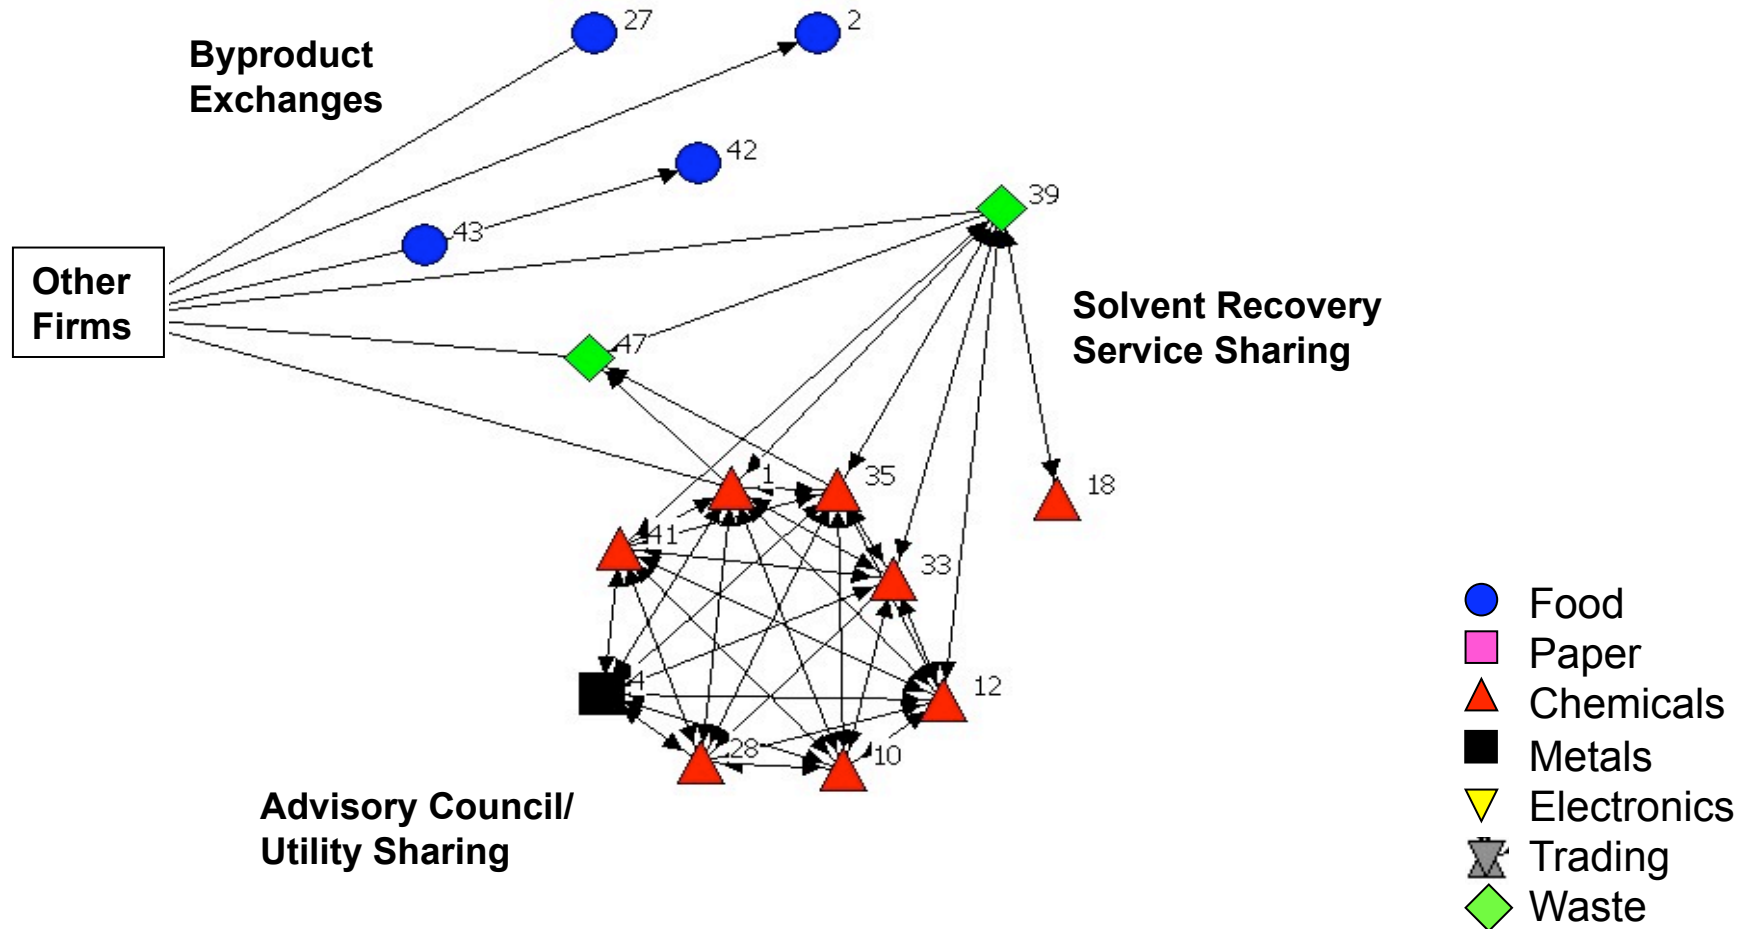 27
2
Byproduct
Exchanges
42
39
43
Other
Firms
Solvent Recovery
Service Sharing
47
1
35
18
41
33
4
12
28
10
Food
Paper
Chemicals
Metals
Electronics
Trading
Waste
Advisory Council/
Utility Sharing